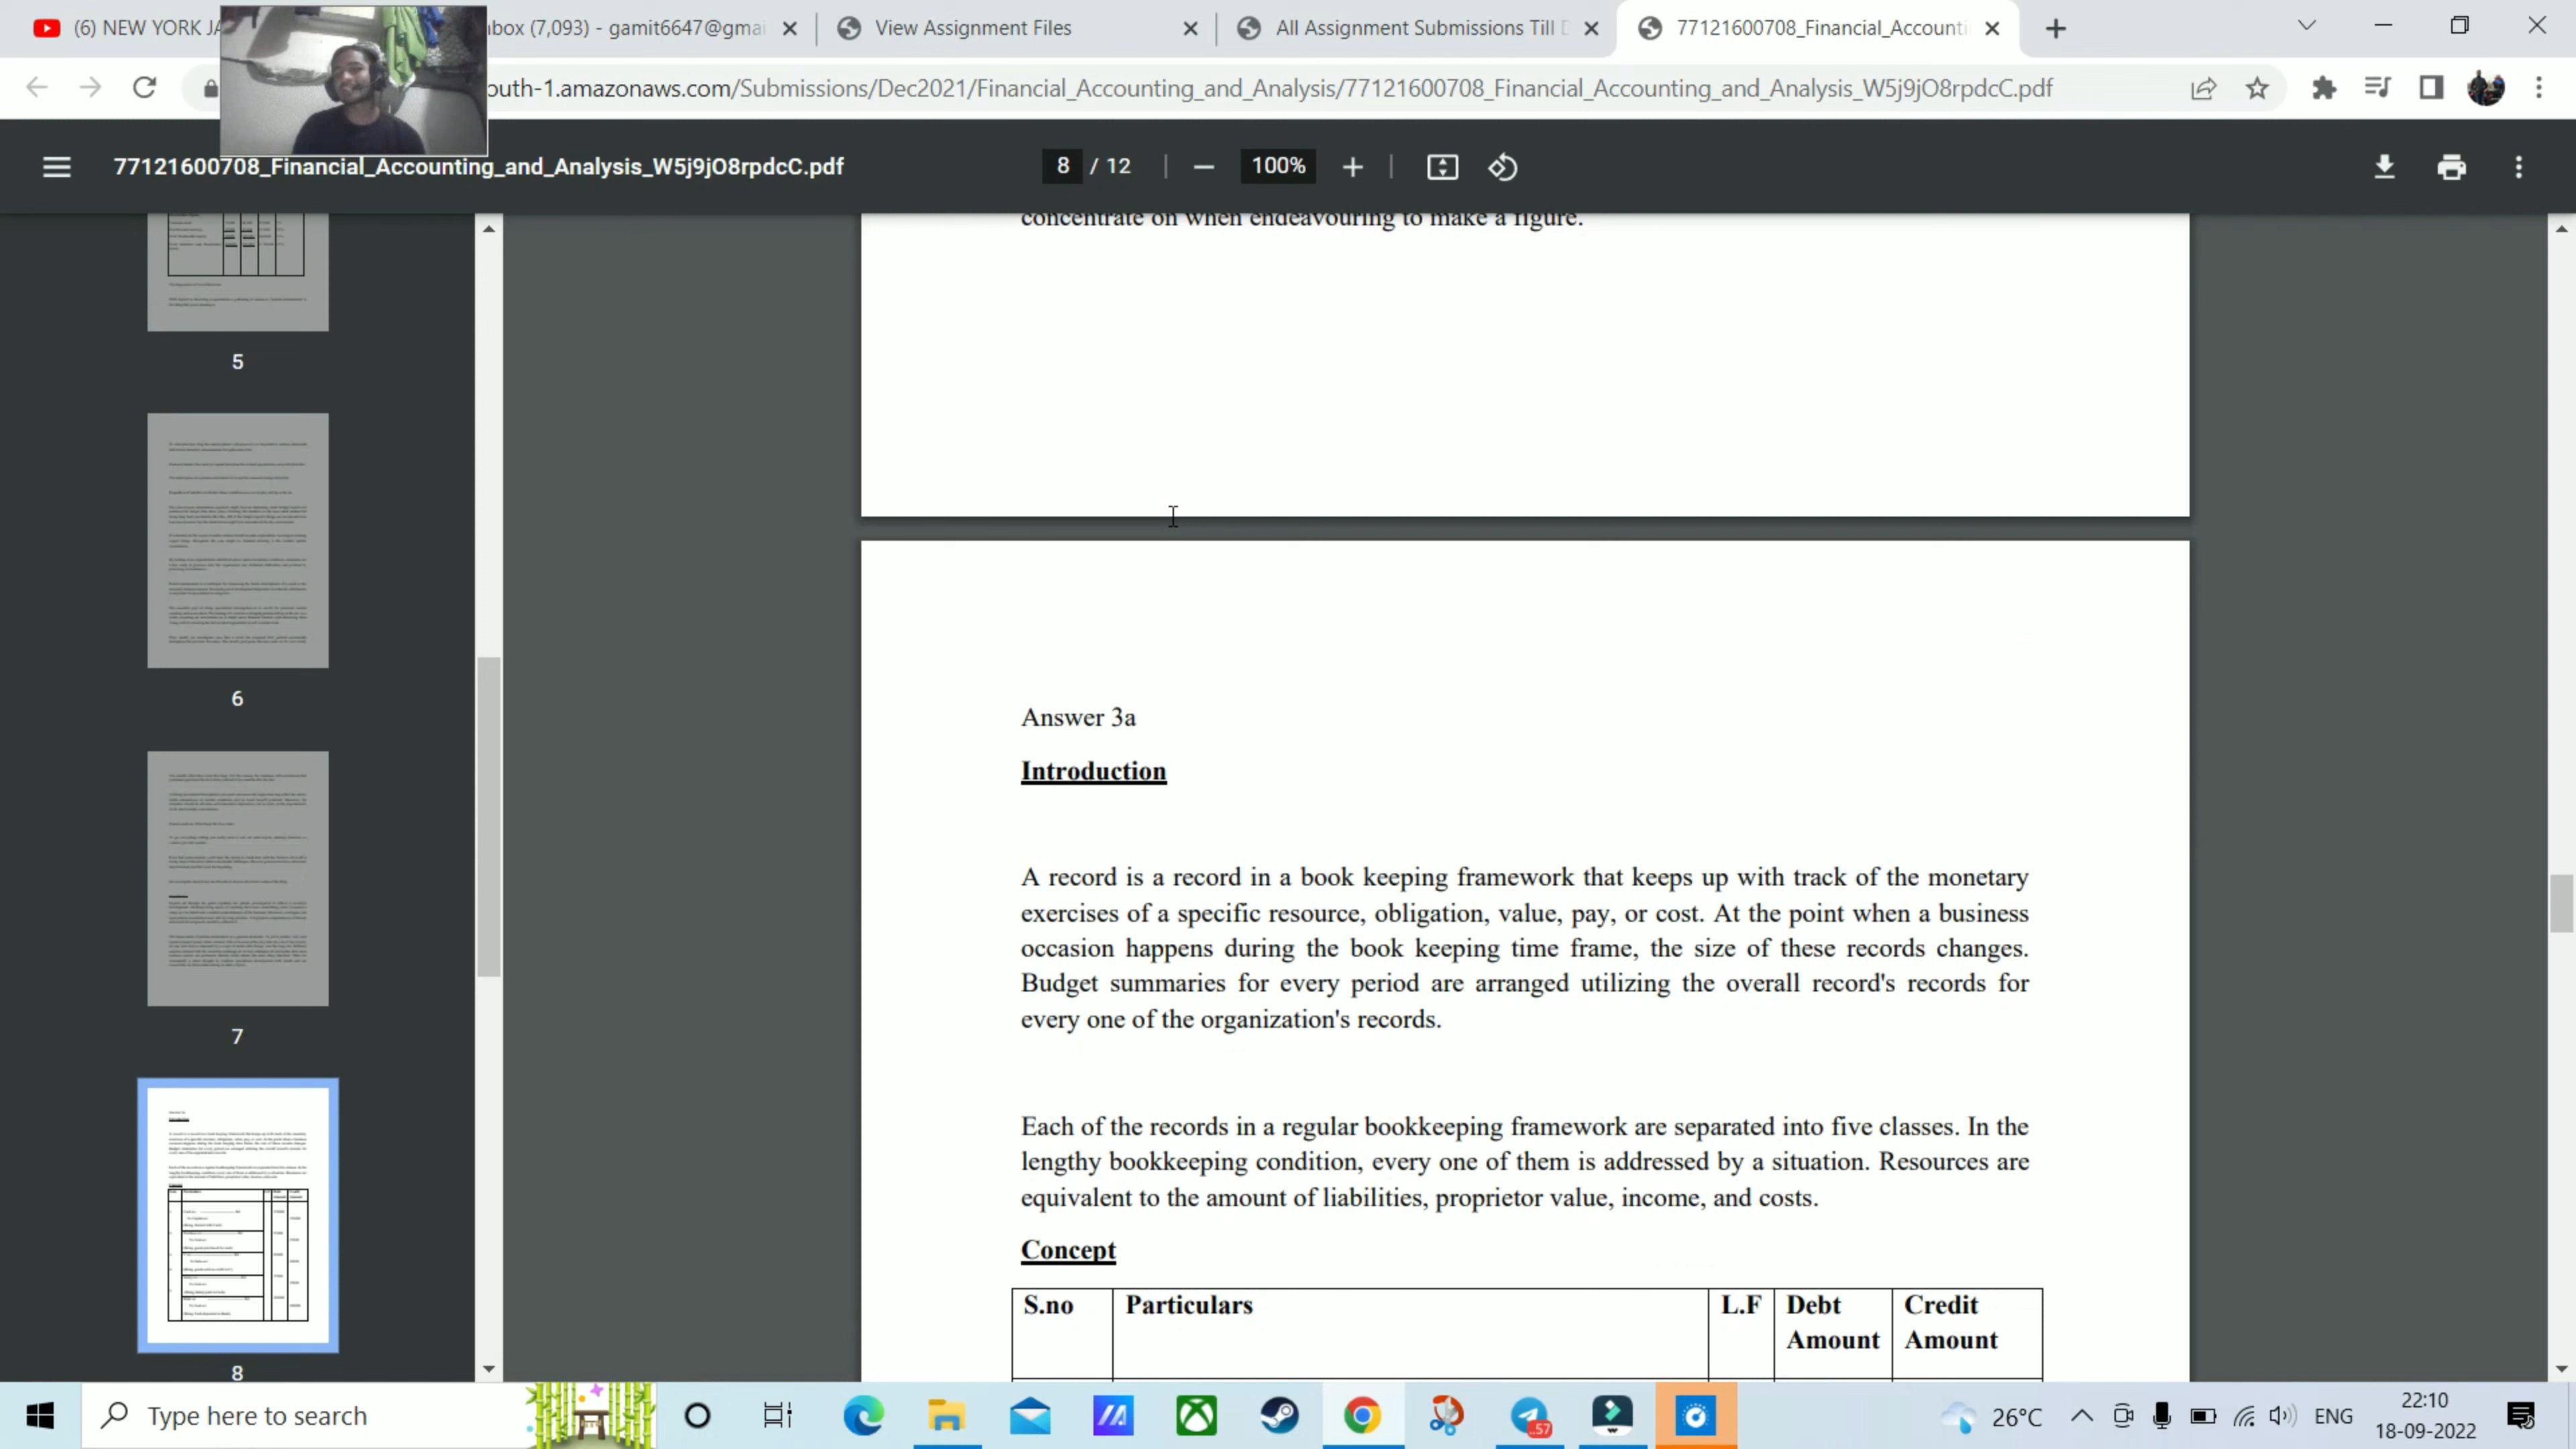 (6) NEW YORK JA
nbox (7,093) - gamit6647@gmai
View Assignment Files
All Assignment Submissions Till D
77121600708_Financial_Accounti
outh-1.amazonaws.com/Submissions/Dec2021/Financial_Accounting_and_Analysis/77121600708_Financial_Accounting_and_Analysis_W5j9jO8rpdcC.pdf
77121600708_Financial_Accounting_and_Analysis_W5j9jO8rpdcC.pdf
8 / 12
100%
5
6
7
8
concentrate on when endeavouring to make a figure.
Answer 3a
Introduction
A record is a record in a book keeping framework that keeps up with track of the monetary
exercises of a specific resource, obligation, value, pay, or cost. At the point when a business
occasion happens during the book keeping time frame, the size of these records changes.
Budget summaries for every period are arranged utilizing the overall record's records for
every one of the organization's records.
Each of the records in a regular bookkeeping framework are separated into five classes. In the
lengthy bookkeeping condition, every one of them is addressed by a situation. Resources are
equivalent to the amount of liabilities, proprietor value, income, and costs.
Concept
S.no Particulars L.F Debt Credit
Amount Amount
Type here to search
57
26°C
ENG
22:10
18-09-2022